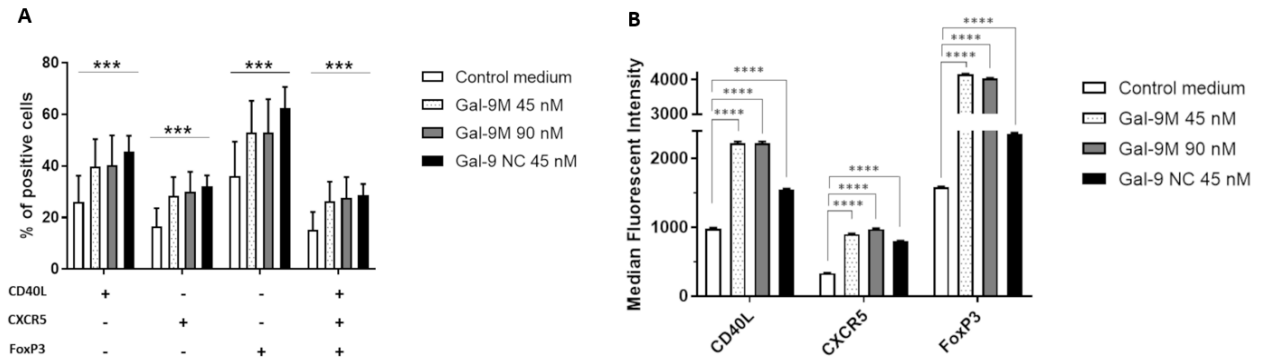 A
% of positive cells
80
60
40
20
0
***
***
***
***
Control medium
Gal-9M 45 nM
Gal-9M 90 nM
Gal-9 NC 45 nM
CD40L + - - +
CXCR5 - + - +
FoxP3 - - + +
B
Median Fluorescent Intensity
4000
3000
2000
1000
0
****
****
****
****
****
****
****
****
****
CD40L
CXCR5
FoxP3
Control medium
Gal-9M 45 nM
Gal-9M 90 nM
Gal-9 NC 45 nM